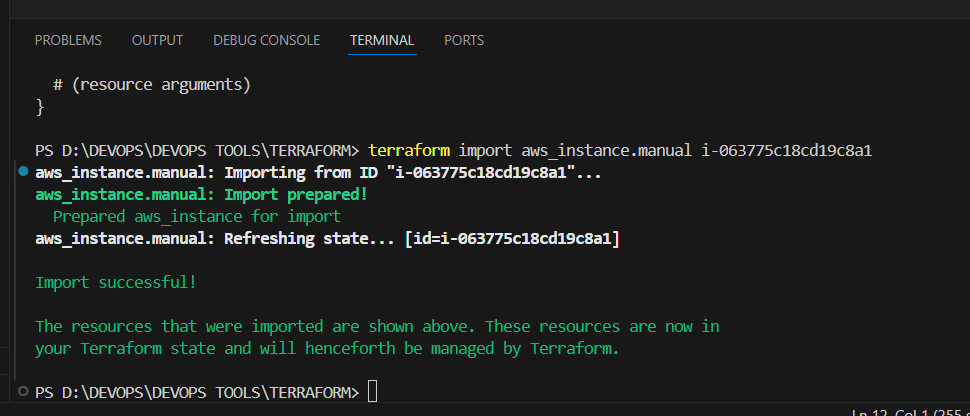 PROBLEMS OUTPUT DEBUG CONSOLE TERMINAL PORTS
# (resource arguments)
}
PS D:\DEVOPS\DEVOPS TOOLS\TERRAFORM> terraform import aws_instance.manual i-063775c18cd19c8a1
aws_instance.manual: Importing from ID "i-063775c18cd19c8a1"...
aws_instance.manual: Import prepared!
Prepared aws_instance for import
aws_instance.manual: Refreshing state... [id=i-063775c18cd19c8a1]
Import successful!
The resources that were imported are shown above. These resources are now in
your Terraform state and will henceforth be managed by Terraform.
PS D:\DEVOPS\DEVOPS TOOLS\TERRAFORM>
Ln 12, Col 1 (255